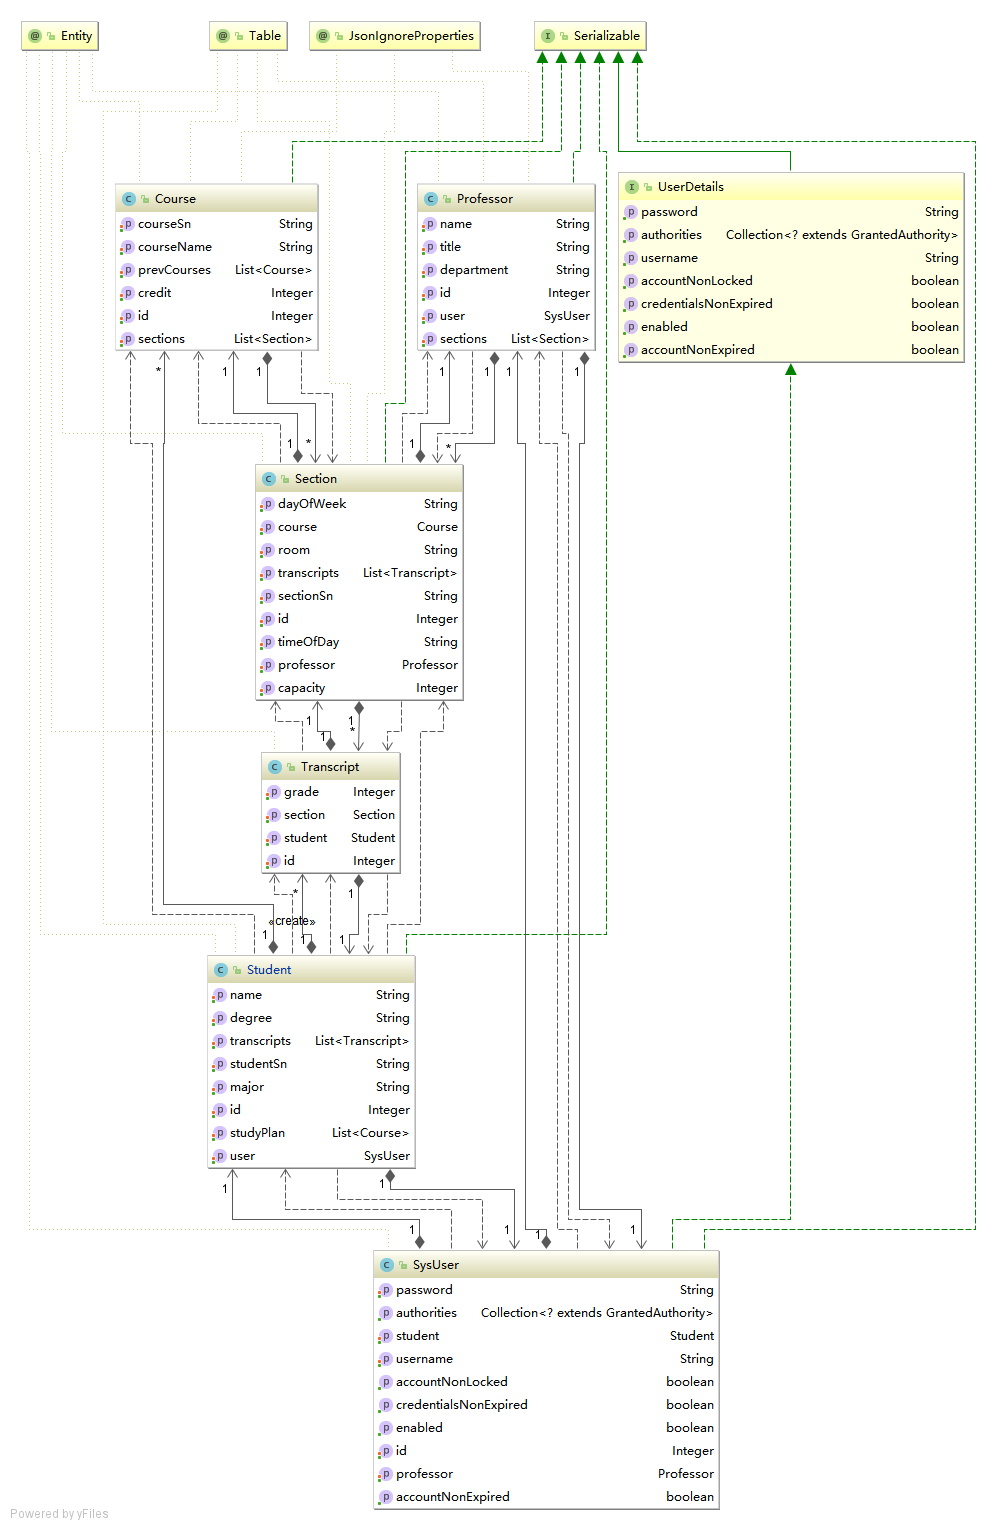 Entity
Table
JsonIgnoreProperties
Serializable
Course
courseSn String
courseName String
prevCourses List<Course>
credit Integer
id Integer
sections List<Section>
Professor
name String
title String
department String
id Integer
user SysUser
sections List<Section>
UserDetails
password String
authorities Collection<? extends GrantedAuthority>
username String
accountNonLocked boolean
credentialsNonExpired boolean
enabled boolean
accountNonExpired boolean
* 1 1 1 1 1 1
1 * 1 *
Section
dayOfWeek String
course Course
room String
transcripts List<Transcript>
sectionSn String
id Integer
timeOfDay String
professor Professor
capacity Integer
1 1
1 *
Transcript
grade Integer
section Section
student Student
id Integer
* 1
«create»
1 1 1
Student
name String
degree String
transcripts List<Transcript>
studentSn String
major String
id Integer
studyPlan List<Course>
user SysUser
1 1
1 1 1 1
SysUser
password String
authorities Collection<? extends GrantedAuthority>
student Student
username String
accountNonLocked boolean
credentialsNonExpired boolean
enabled boolean
id Integer
professor Professor
accountNonExpired boolean
Powered by yFiles